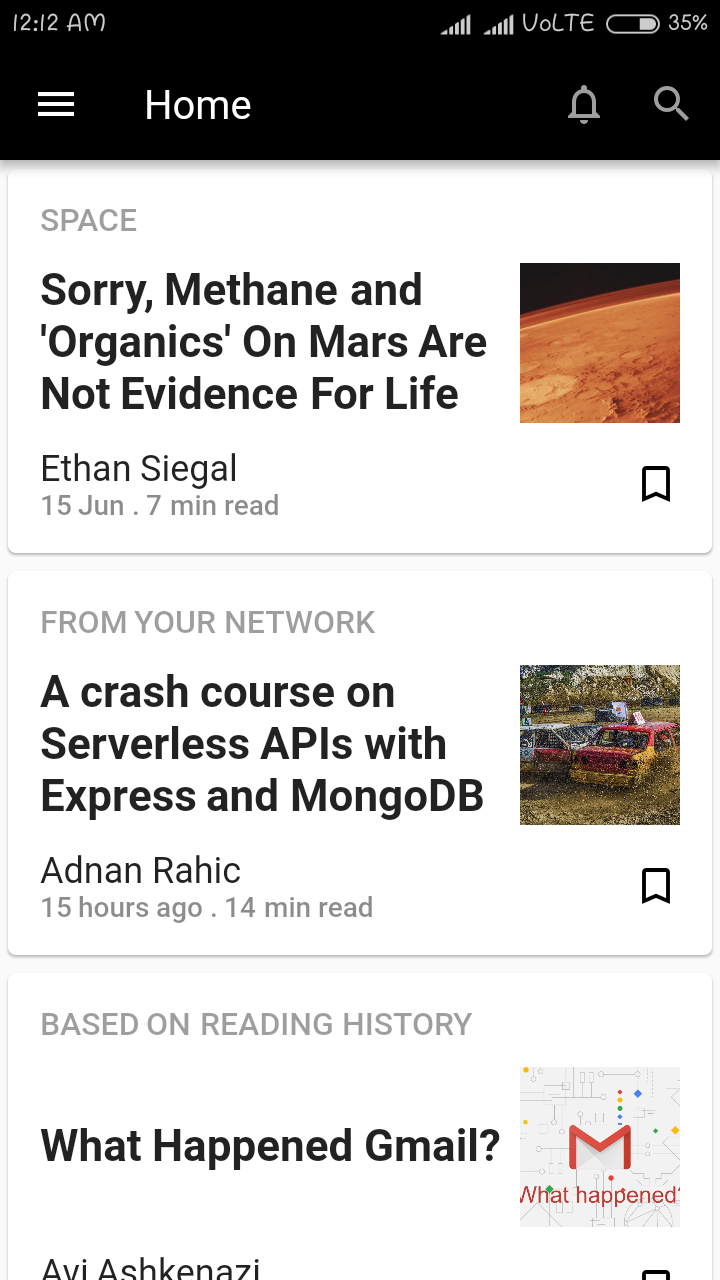 12:12 AM
VoLTE 35%
Home
SPACE
Sorry, Methane and
'Organics' On Mars Are
Not Evidence For Life
Ethan Siegal
15 Jun . 7 min read
FROM YOUR NETWORK
A crash course on
Serverless APIs with
Express and MongoDB
Adnan Rahic
15 hours ago . 14 min read
BASED ON READING HISTORY
What Happened Gmail?
What happened?
Avi Ashkenazi